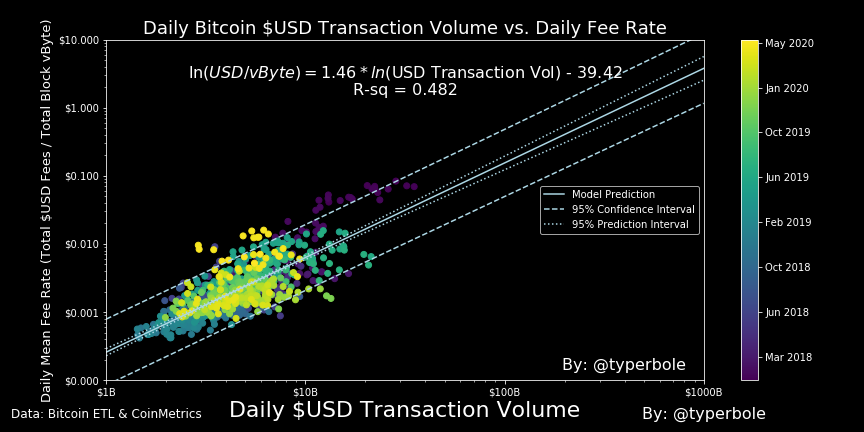 Daily Bitcoin $USD Transaction Volume vs. Daily Fee Rate
Daily Mean Fee Rate (Total $USD Fees / Total Block vByte)
$10.000
$1.000
$0.100
$0.010
$0.001
$0.000
ln(USD/vByte) = 1.46 * ln(USD Transaction Vol) - 39.42
R-sq = 0.482
Model Prediction
95% Confidence Interval
95% Prediction Interval
By: @typerbole
$1B
$10B
$100B
$1000B
Daily $USD Transaction Volume
May 2020
Jan 2020
Oct 2019
Jun 2019
Feb 2019
Oct 2018
Jun 2018
Mar 2018
Data: Bitcoin ETL & CoinMetrics
By: @typerbole